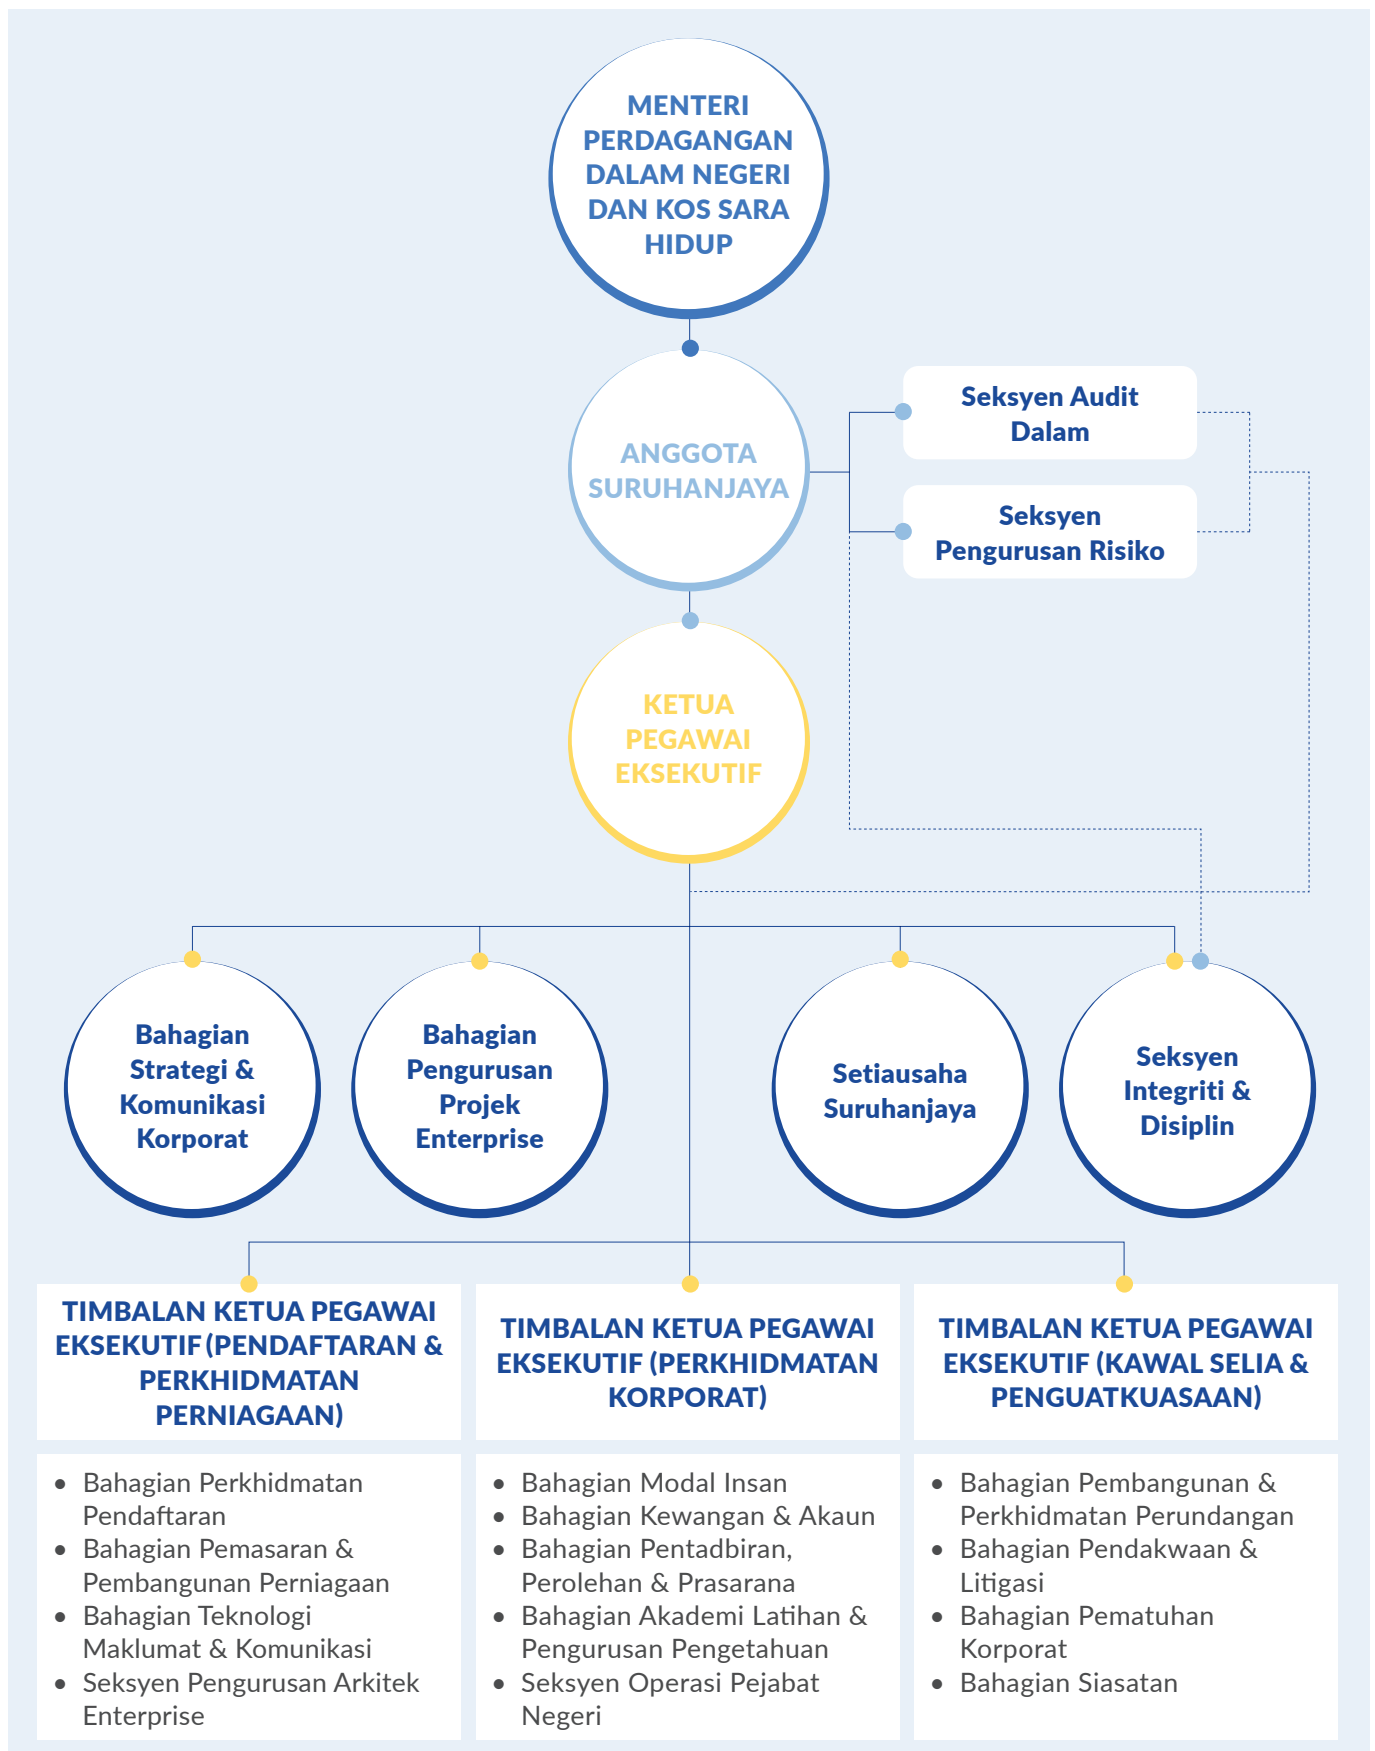 MENTERI
PERDAGANGAN
DALAM NEGERI
DAN KOS SARA
HIDUP
ANGGOTA
SURUHANJAYA
Seksyen Audit
Dalam
Seksyen
Pengurusan Risiko
KETUA
PEGAWAI
EKSEKUTIF
Bahagian
Strategi &
Komunikasi
Korporat
Bahagian
Pengurusan
Projek
Enterprise
Setiausaha
Suruhanjaya
Seksyen
Integriti &
Disiplin
TIMBALAN KETUA PEGAWAI
EKSEKUTIF (PENDAFTARAN &
PERKHIDMATAN
PERNIAGAAN)
• Bahagian Perkhidmatan
Pendaftaran
• Bahagian Pemasaran &
Pembangunan Perniagaan
• Bahagian Teknologi
Maklumat & Komunikasi
• Seksyen Pengurusan Arkitek
Enterprise
TIMBALAN KETUA PEGAWAI
EKSEKUTIF (PERKHIDMATAN
KORPORAT)
• Bahagian Modal Insan
• Bahagian Kewangan & Akaun
• Bahagian Pentadbiran,
Perolehan & Prasarana
• Bahagian Akademi Latihan &
Pengurusan Pengetahuan
• Seksyen Operasi Pejabat
Negeri
TIMBALAN KETUA PEGAWAI
EKSEKUTIF (KAWAL SELIA &
PENGUATKUASAAN)
• Bahagian Pembangunan &
Perkhidmatan Perundangan
• Bahagian Pendakwaan &
Litigasi
• Bahagian Pematuhan
Korporat
• Bahagian Siasatan